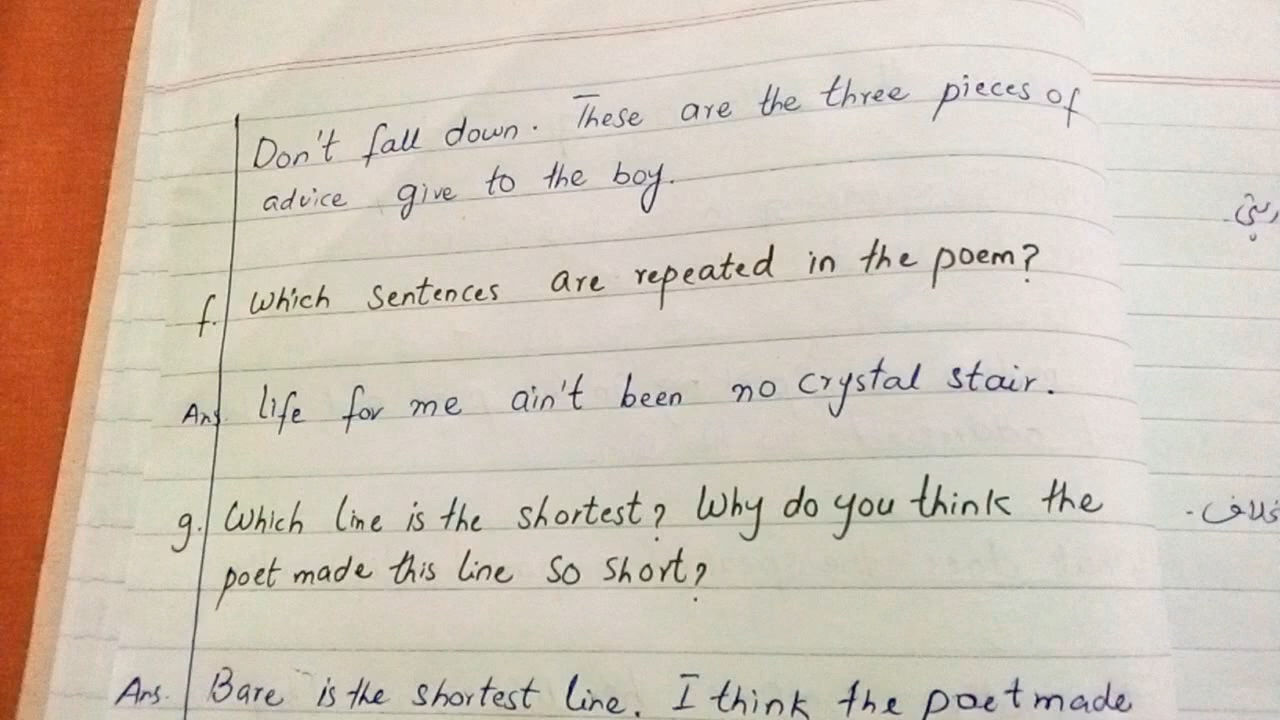 Don't fall down. These are the three pieces of
advice give to the boy.
f. Which sentences are repeated in the poem?
Ans. life for me ain't been no crystal stair.
g. Which line is the shortest? Why do you think the
poet made this line so short?
Ans. Bare is the shortest line. I think the poet made